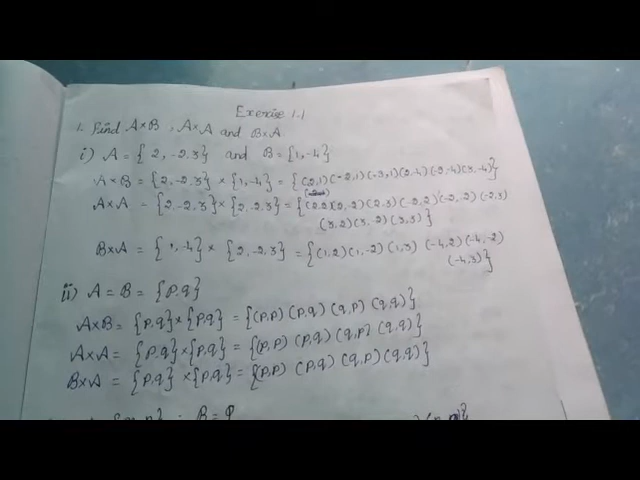 Exercise 1.1
1. Find A×B, A×A and B×A
i) A = {2, -2, 3} and B = {1, -4}
A×B = {2, -2, 3} × {1, -4} = {(2,1)(-2,1)(-3,1)(2,-4)(-2,-4)(3,-4)}
A×A = {2, -2, 3} × {2, -2, 3} = {(2,2)(2,-2)(2,3)(-2,2)(-2,-2)(-2,3)
(3,2)(3,-2)(3,3)}
B×A = {1, -4} × {2, -2, 3} = {(1,2)(1,-2)(1,3)(-4,2)(-4,-2)
(-4,3)}
ii) A = B = {p, q}
A×B = {p,q} × {p,q} = {(p,p)(p,q)(q,p)(q,q)}
A×A = {p,q} × {p,q} = {(p,p)(p,q)(q,p)(q,q)}
B×A = {p,q} × {p,q} = {(p,p)(p,q)(q,p)(q,q)}
B = φ